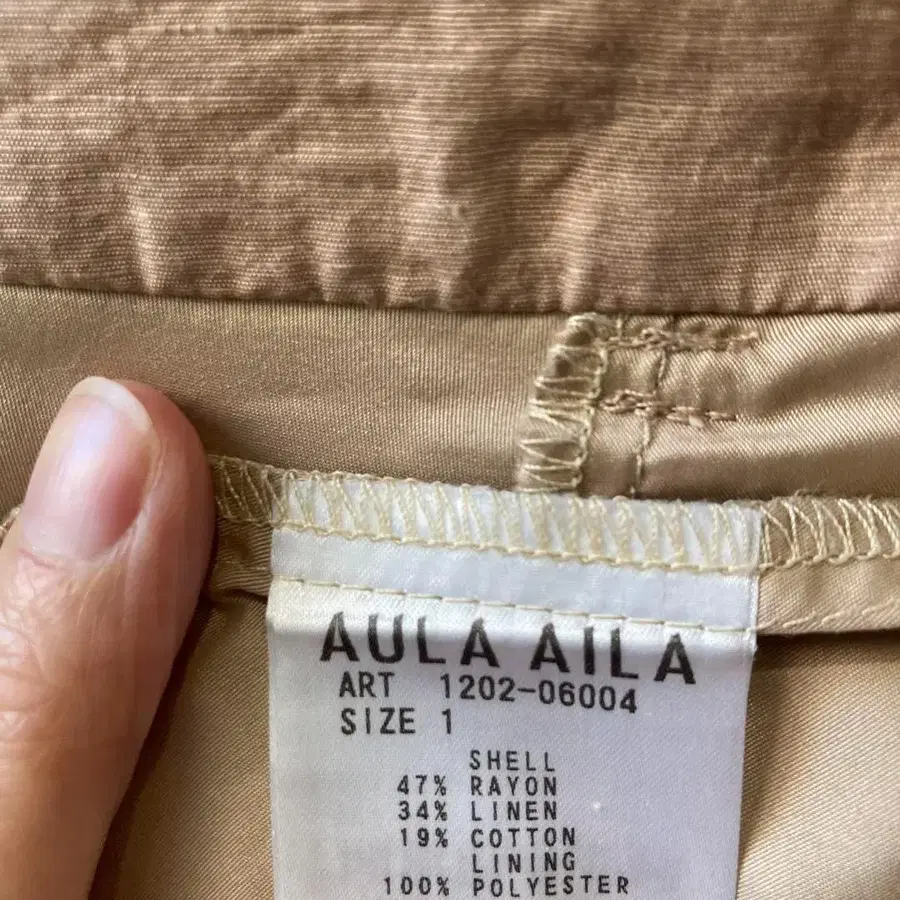 AULA AILA
ART 1202-06004
SIZE 1
SHELL
47% RAYON
34% LINEN
19% COTTON
LINING
100% POLYESTER